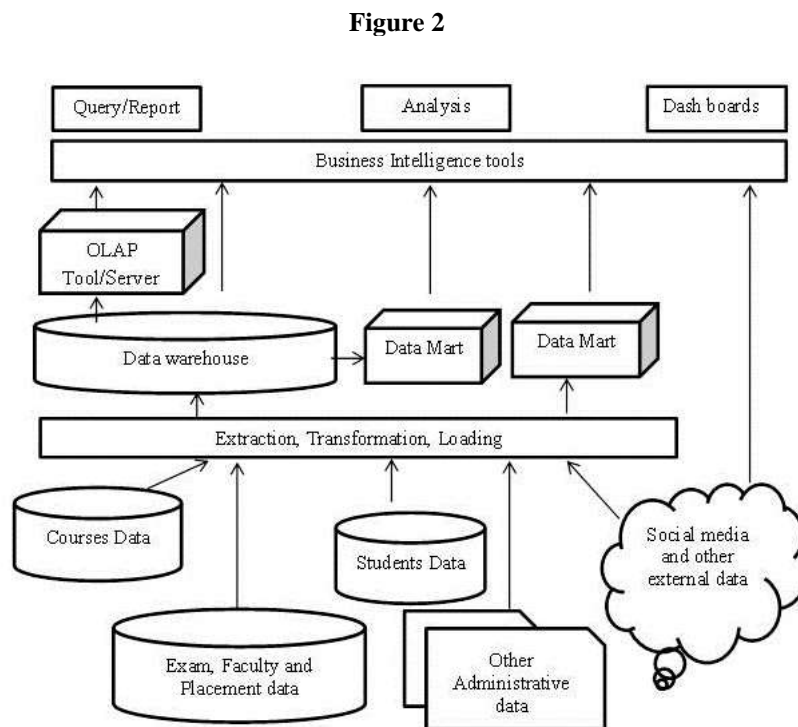 Figure 2
Query/Report
Analysis
Dash boards
Business Intelligence tools
OLAP
Tool/Server
Data warehouse
Data Mart
Data Mart
Extraction, Transformation, Loading
Courses Data
Students Data
Social media
and other
external data
Exam, Faculty and
Placement data
Other
Administrative
data